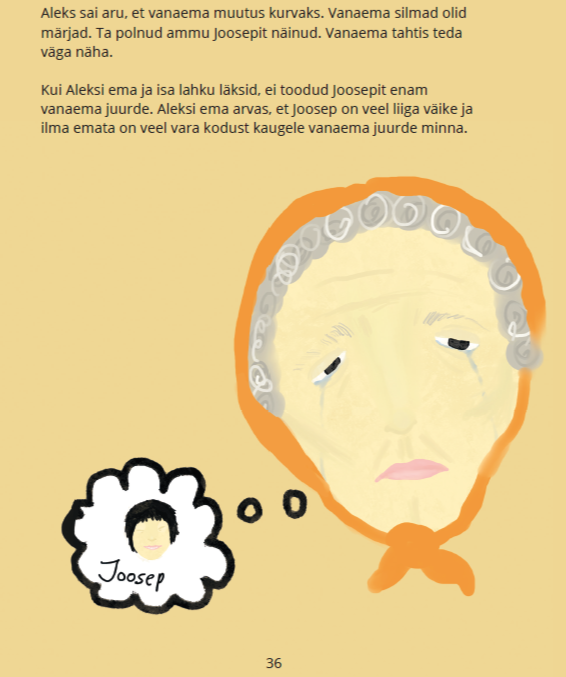 Aleks sai aru, et vanaema muutus kurvaks. Vanaema silmad olid
märjad. Ta polnud ammu Joosepit näinud. Vanaema tahtis teda
väga näha.
Kui Aleksi ema ja isa lahku läksid, ei toodud Joosepit enam
vanaema juurde. Aleksi ema arvas, et Joosep on veel liiga väike ja
ilma emata on veel vara kodust kaugele vanaema juurde minna.
Joosep
36